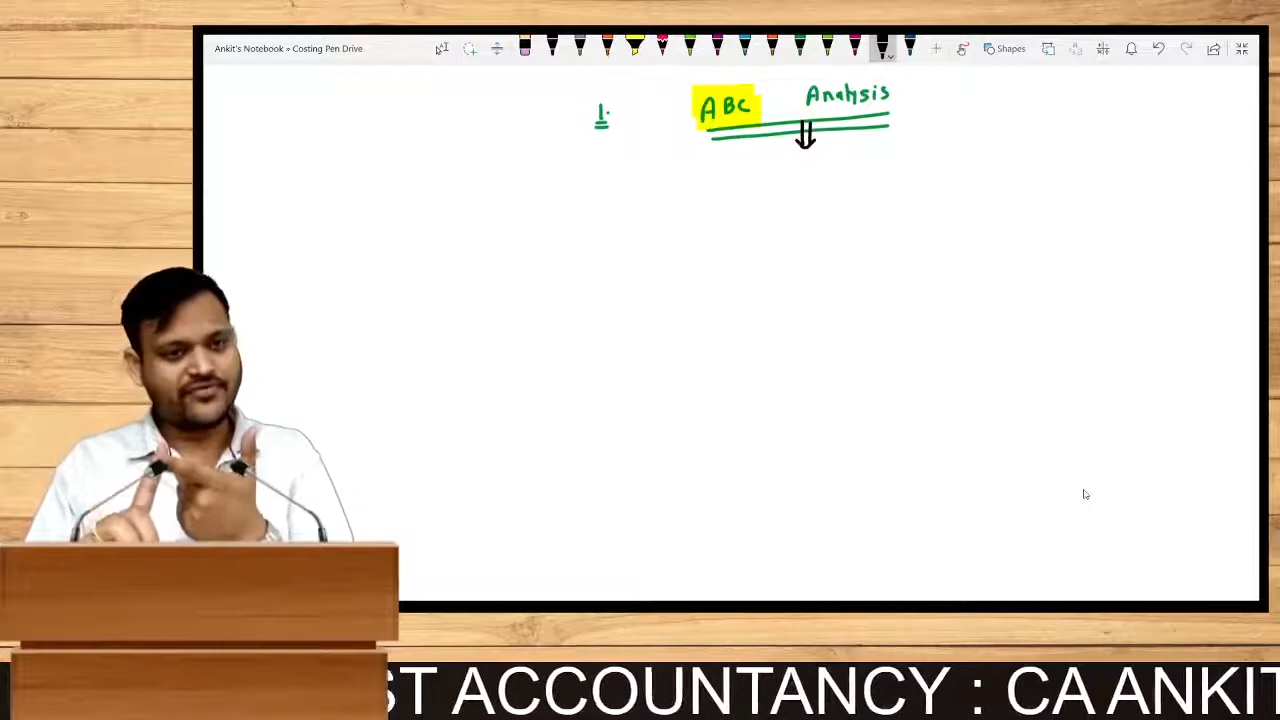 Ankit's Notebook » Costing Pen Drive
Shapes
1.
ABC Analysis
ST ACCOUNTANCY : CA ANKIT